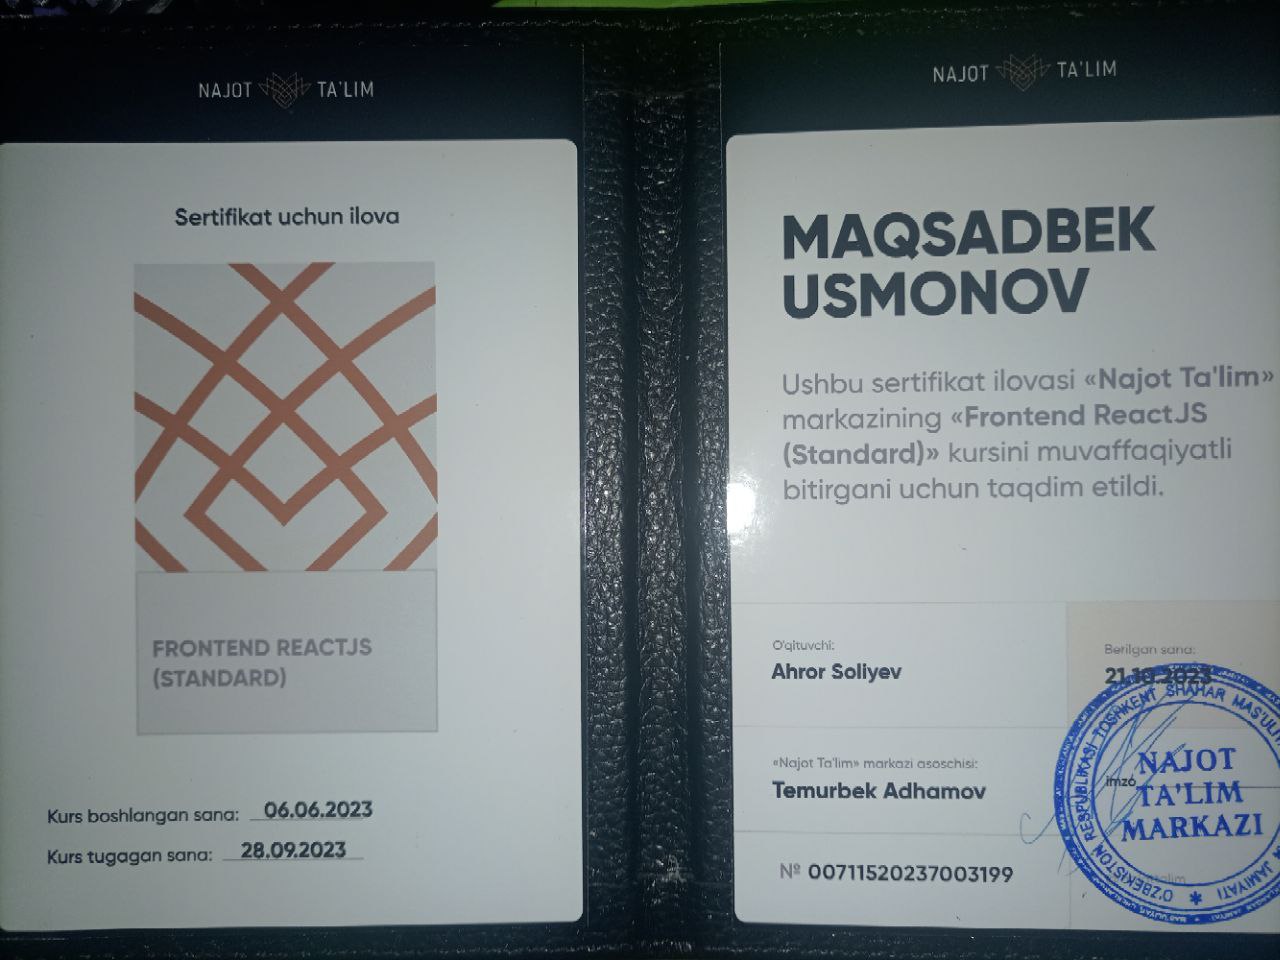 NAJOT TA'LIM
Sertifikat uchun ilova
FRONTEND REACTJS
(STANDARD)
Kurs boshlangan sana: 06.06.2023
Kurs tugagan sana: 28.09.2023
NAJOT TA'LIM
MAQSADBEK
USMONOV
Ushbu sertifikat ilovasi «Najot Ta'lim»
markazining «Frontend ReactJS
(Standard)» kursini muvaffaqiyatli
bitirgani uchun taqdim etildi.
O'qituvchi:
Ahror Soliyev
Berilgan sana:
21.10.2023
«Najot Ta'lim» markazi asoschisi:
Temurbek Adhamov
imzo
№ 00711520237003199
O'ZBEKISTON RESPUBLIKASI TOSHKENT SHAHAR
NAJOT
TA'LIM
MARKAZI
JAMIYATI